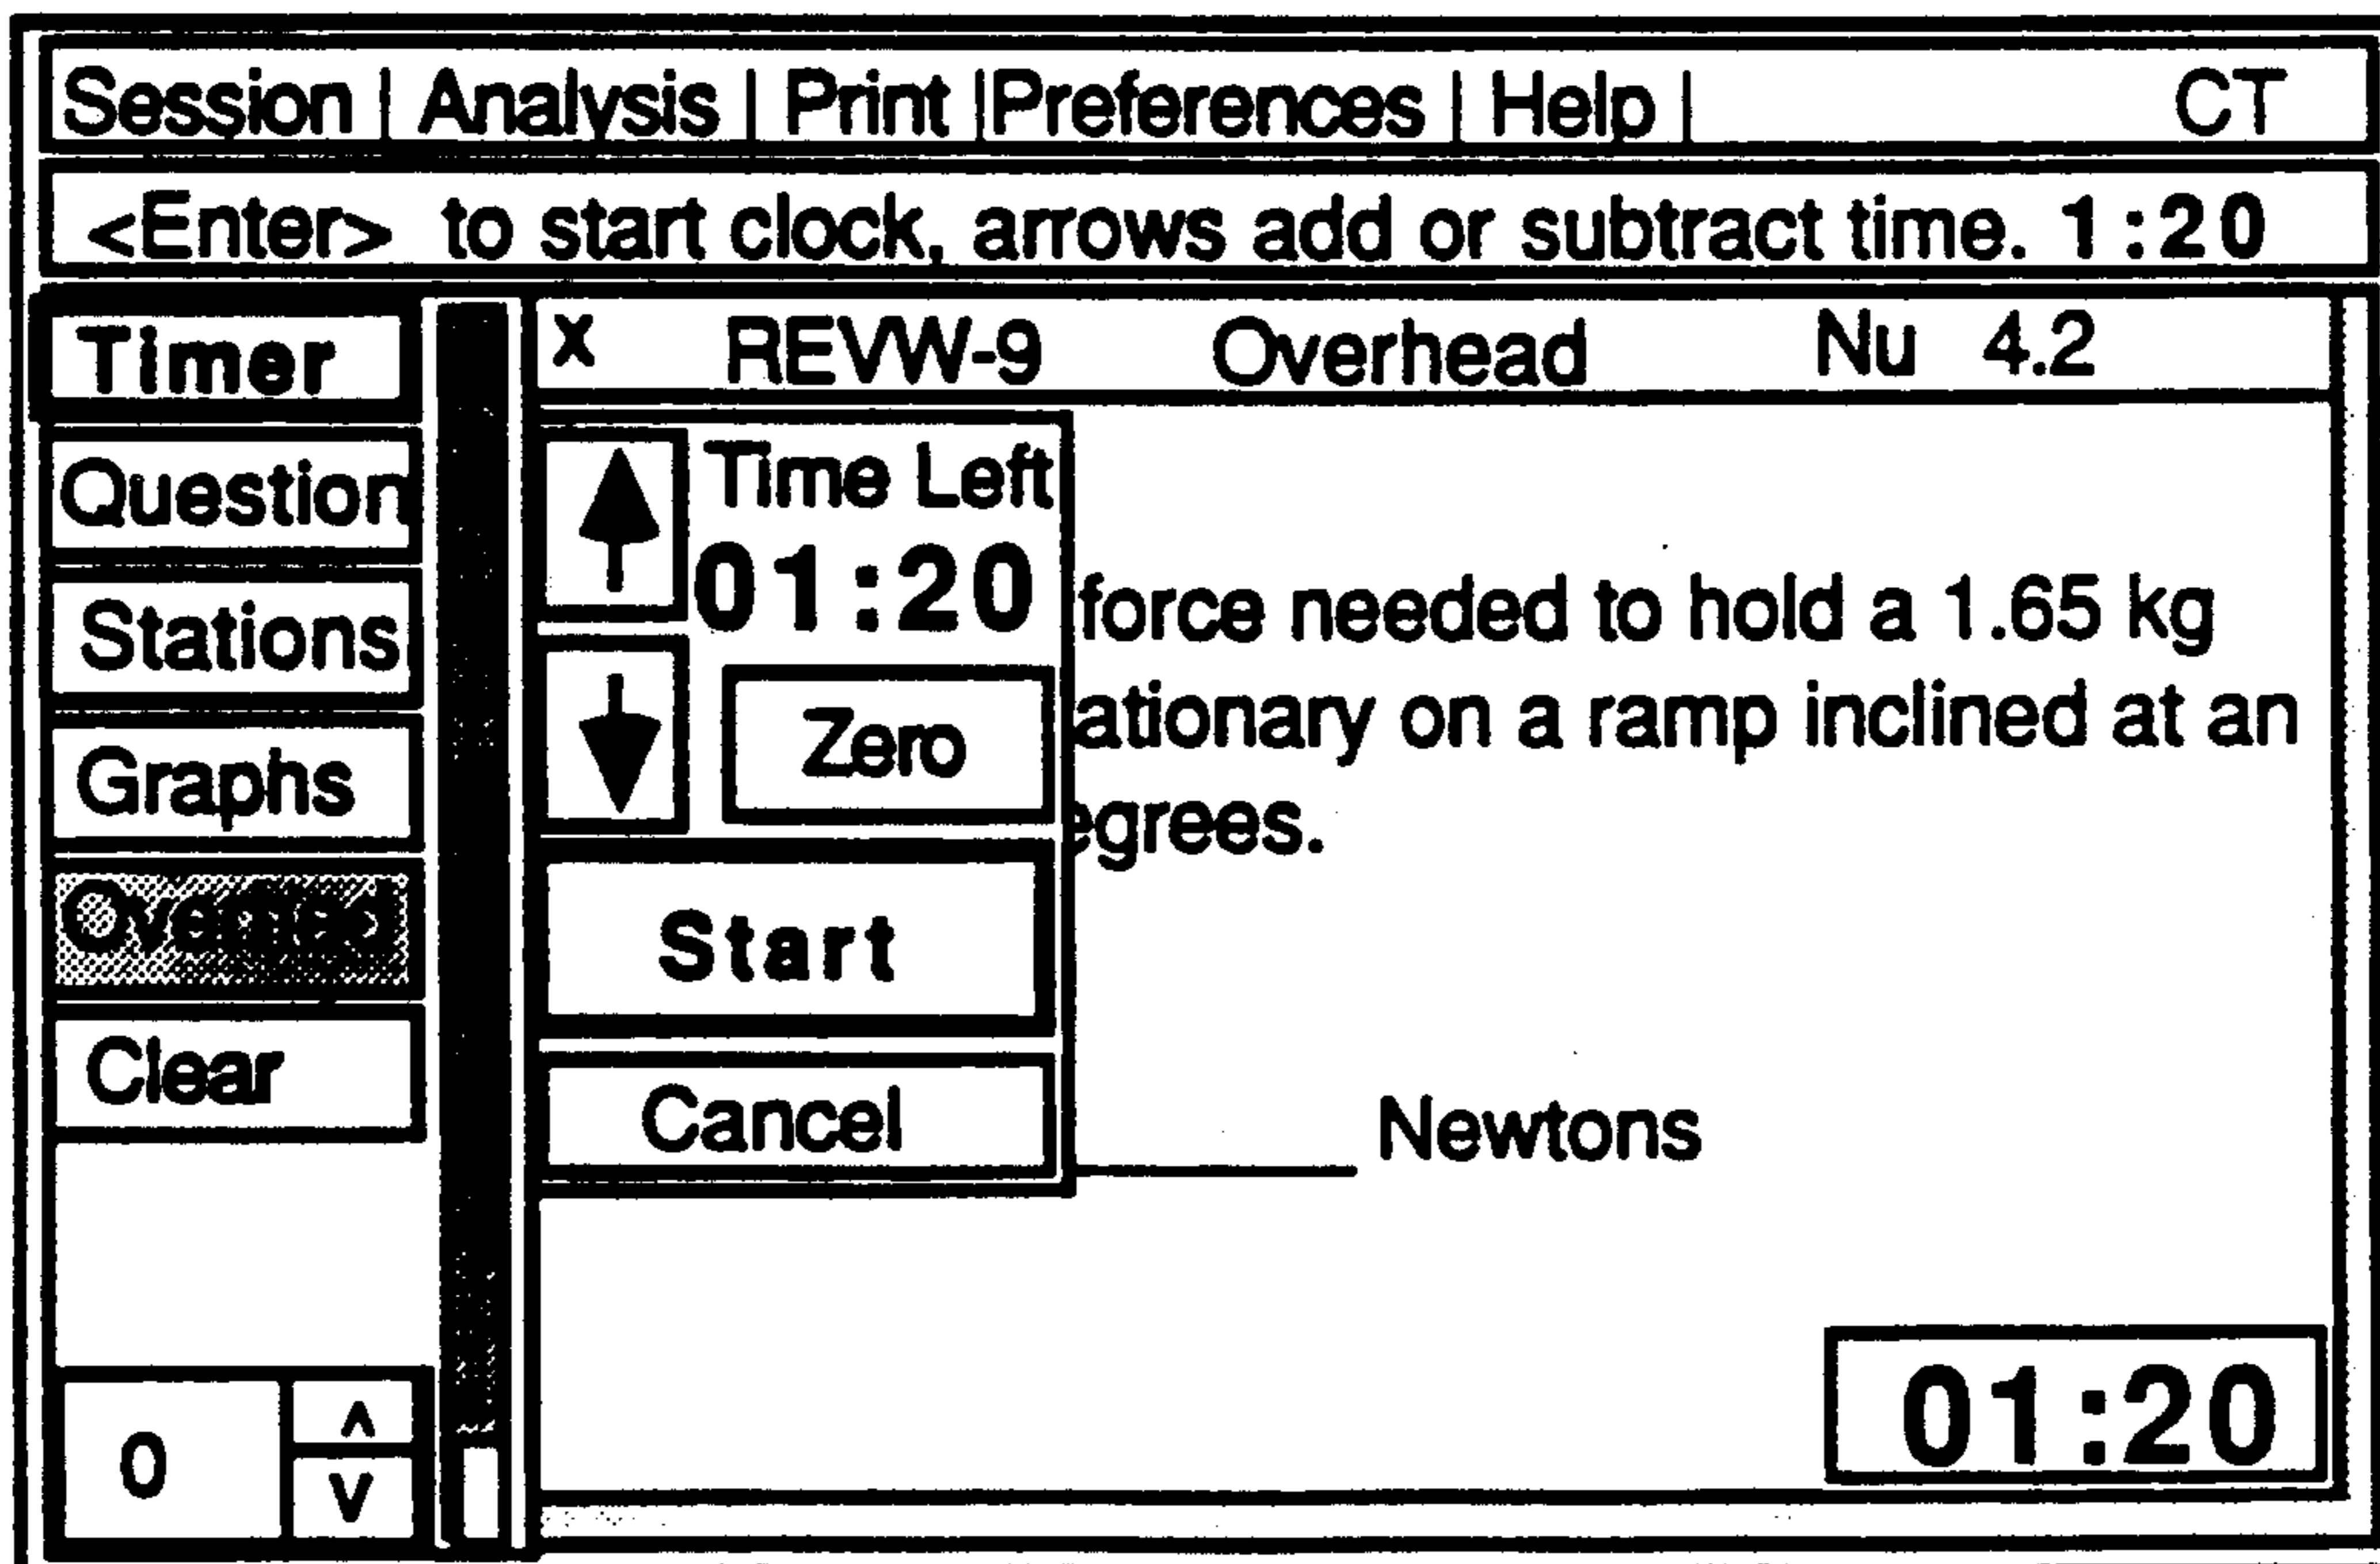 Session | Analysis | Print | Preferences | Help | CT
<Enter> to start clock, arrows add or subtract time. 1:20
Timer
Question
Stations
Graphs
Clear
0
^
v
x REVW-9 Overhead Nu 4.2
Time Left
01:20
Zero
Start
Cancel
force needed to hold a 1.65 kg
ationary on a ramp inclined at an
egrees.
Newtons
01:20